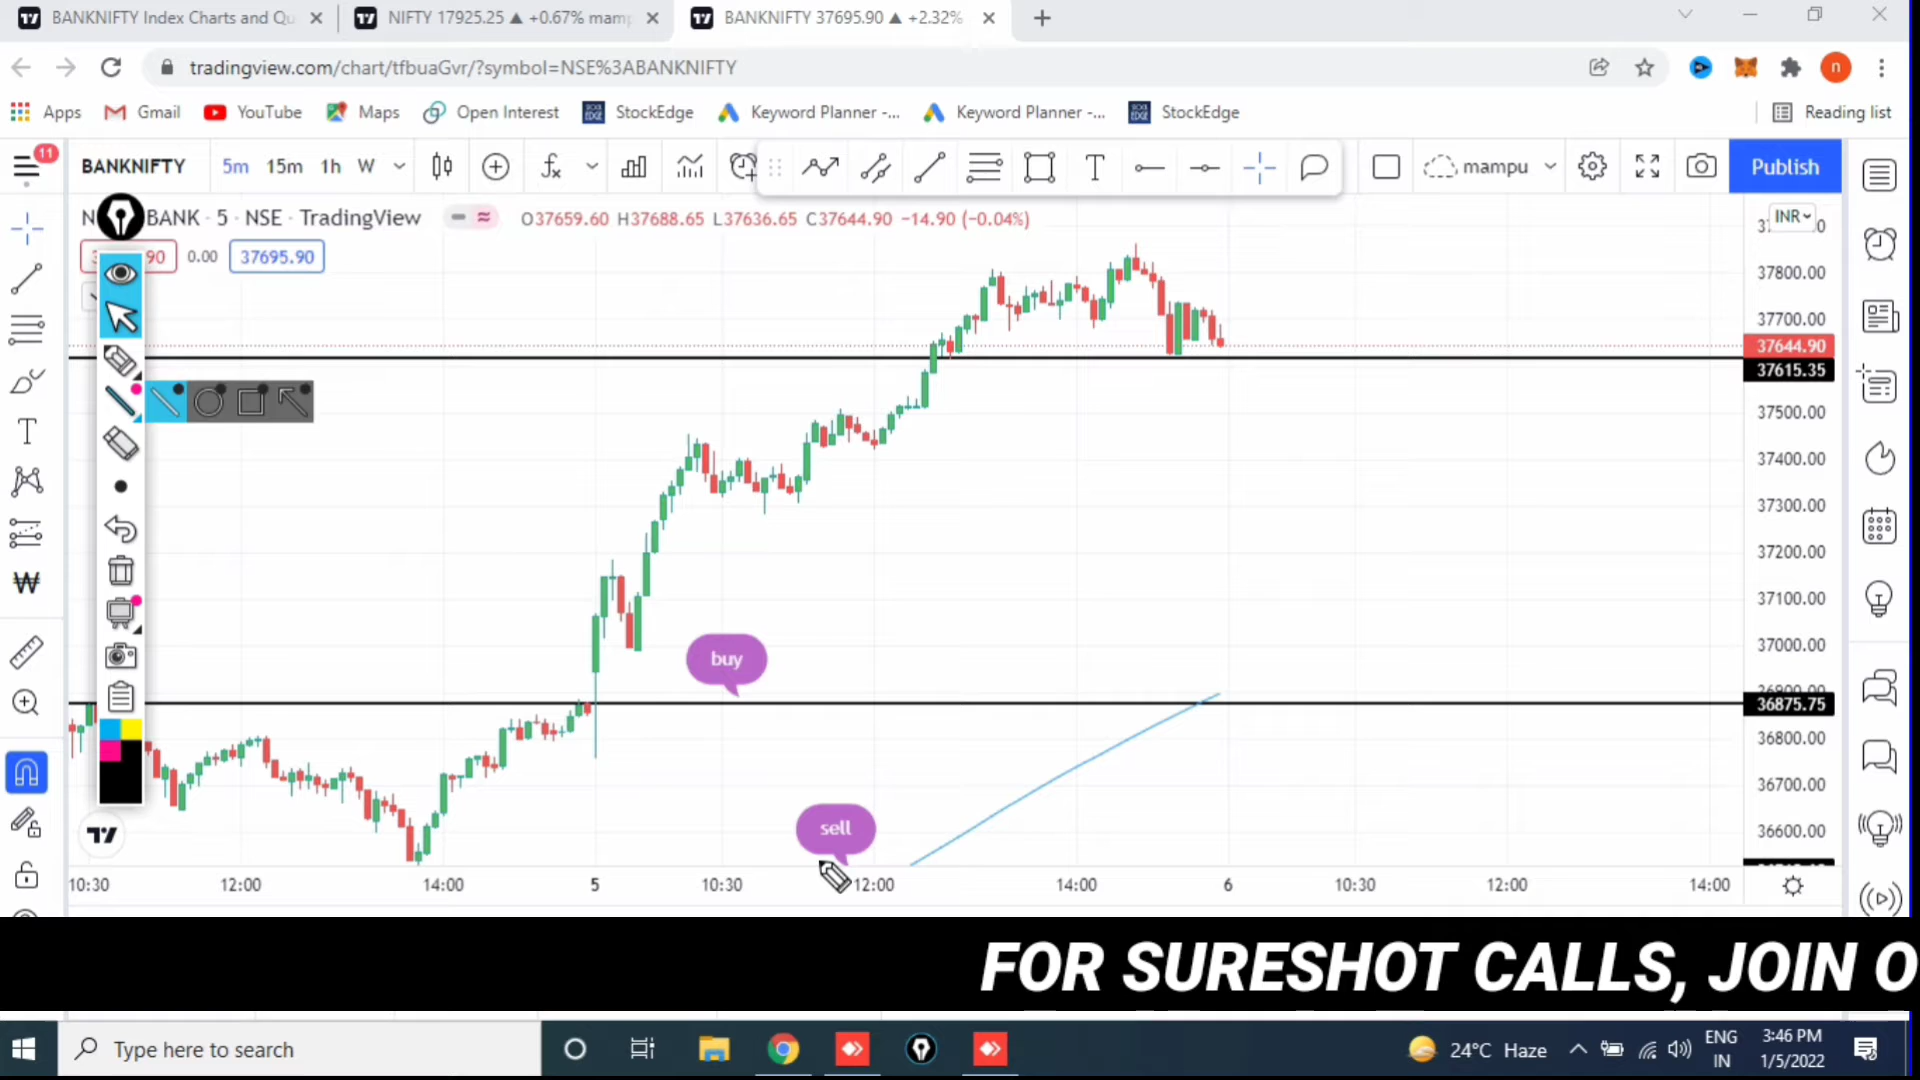 BANKNIFTY Index Charts and Qu
NIFTY 17925.25 ▲ +0.67% mamp
BANKNIFTY 37695.90 ▲ +2.32%
tradingview.com/chart/tfbuaGvr/?symbol=NSE%3ABANKNIFTY
n
Apps
Gmail
YouTube
Maps
Open Interest
StockEdge
Keyword Planner -...
Keyword Planner -...
StockEdge
Reading list
11
BANKNIFTY
5m 15m 1h W
mampu
Publish
BANK · 5 · NSE · TradingView
O37659.60 H37688.65 L37636.65 C37644.90 −14.90 (−0.04%)
INR
0.00
37695.90
37800.00
37700.00
37644.90
37615.35
37500.00
37400.00
37300.00
37200.00
37100.00
37000.00
buy
36875.75
36800.00
36700.00
sell
36600.00
10:30 12:00 14:00 5 10:30 12:00 14:00 6 10:30 12:00 14:00
FOR SURESHOT CALLS, JOIN O
Type here to search
24°C Haze
ENG
IN
3:46 PM
1/5/2022